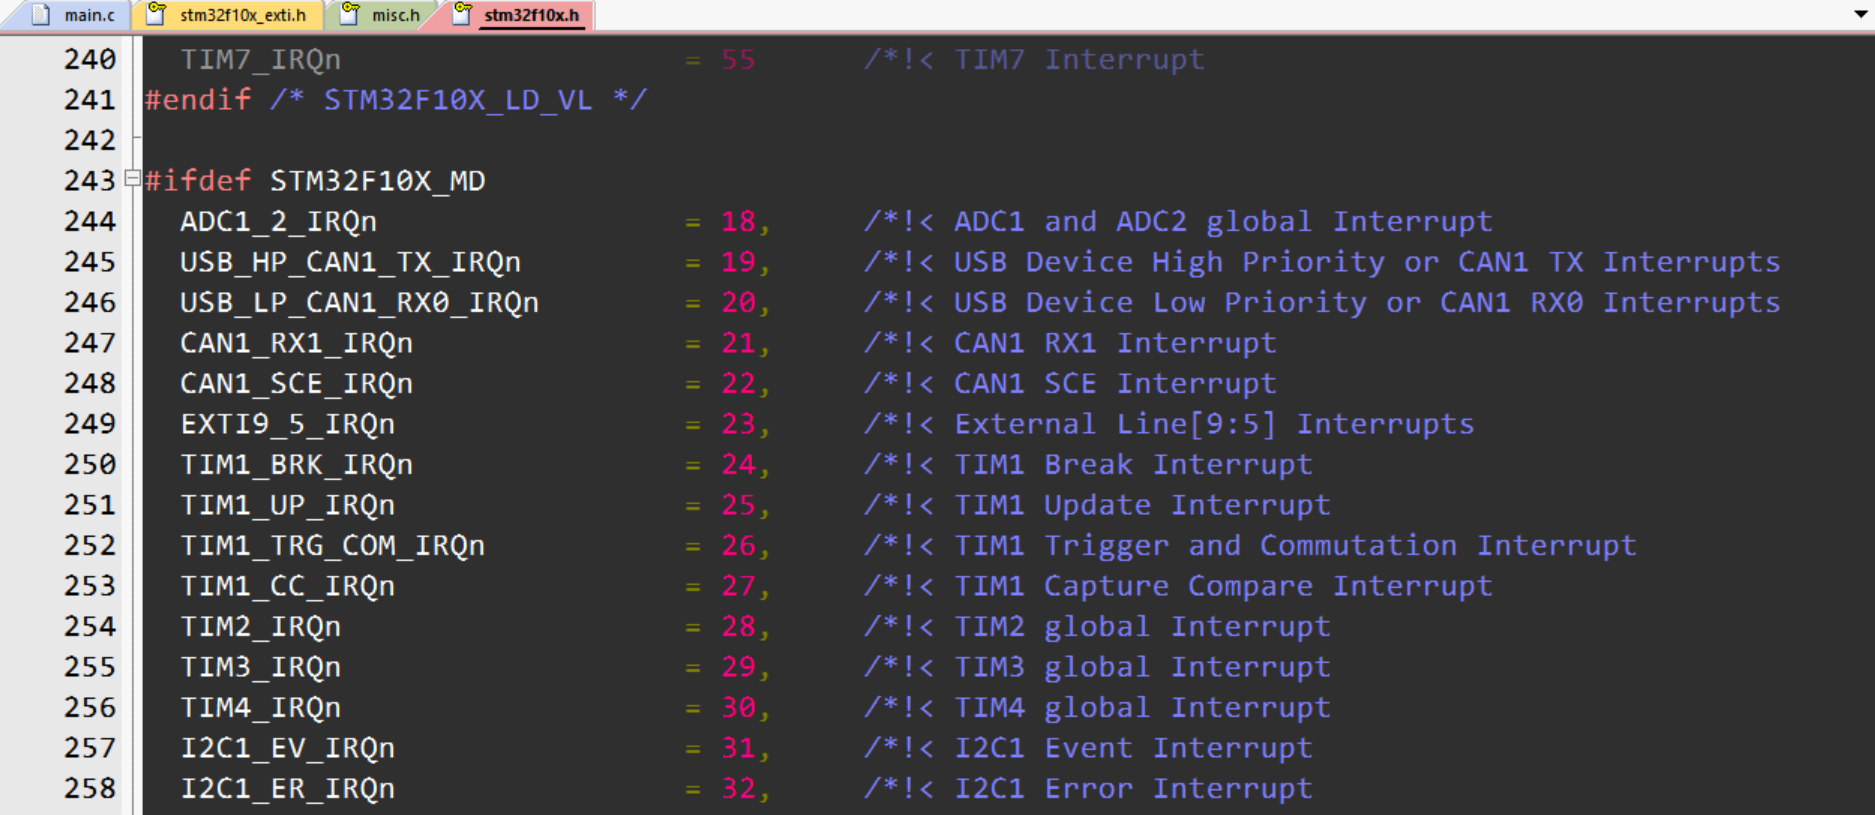 main.c stm32f10x_exti.h misc.h stm32f10x.h
240 TIM7_IRQn = 55 /*!< TIM7 Interrupt
241 #endif /* STM32F10X_LD_VL */
242
243 #ifdef STM32F10X_MD
244 ADC1_2_IRQn = 18, /*!< ADC1 and ADC2 global Interrupt
245 USB_HP_CAN1_TX_IRQn = 19, /*!< USB Device High Priority or CAN1 TX Interrupts
246 USB_LP_CAN1_RX0_IRQn = 20, /*!< USB Device Low Priority or CAN1 RX0 Interrupts
247 CAN1_RX1_IRQn = 21, /*!< CAN1 RX1 Interrupt
248 CAN1_SCE_IRQn = 22, /*!< CAN1 SCE Interrupt
249 EXTI9_5_IRQn = 23, /*!< External Line[9:5] Interrupts
250 TIM1_BRK_IRQn = 24, /*!< TIM1 Break Interrupt
251 TIM1_UP_IRQn = 25, /*!< TIM1 Update Interrupt
252 TIM1_TRG_COM_IRQn = 26, /*!< TIM1 Trigger and Commutation Interrupt
253 TIM1_CC_IRQn = 27, /*!< TIM1 Capture Compare Interrupt
254 TIM2_IRQn = 28, /*!< TIM2 global Interrupt
255 TIM3_IRQn = 29, /*!< TIM3 global Interrupt
256 TIM4_IRQn = 30, /*!< TIM4 global Interrupt
257 I2C1_EV_IRQn = 31, /*!< I2C1 Event Interrupt
258 I2C1_ER_IRQn = 32, /*!< I2C1 Error Interrupt